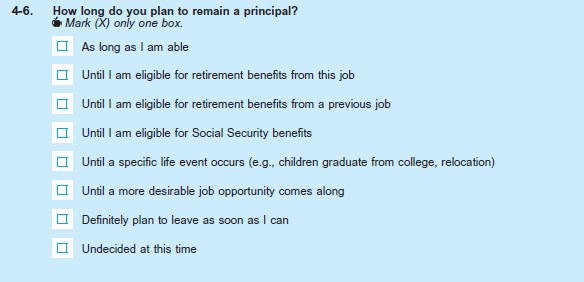 4-6. How long do you plan to remain a principal?
Mark (X) only one box.
As long as I am able
Until I am eligible for retirement benefits from this job
Until I am eligible for retirement benefits from a previous job
Until I am eligible for Social Security benefits
Until a specific life event occurs (e.g., children graduate from college, relocation)
Until a more desirable job opportunity comes along
Definitely plan to leave as soon as I can
Undecided at this time